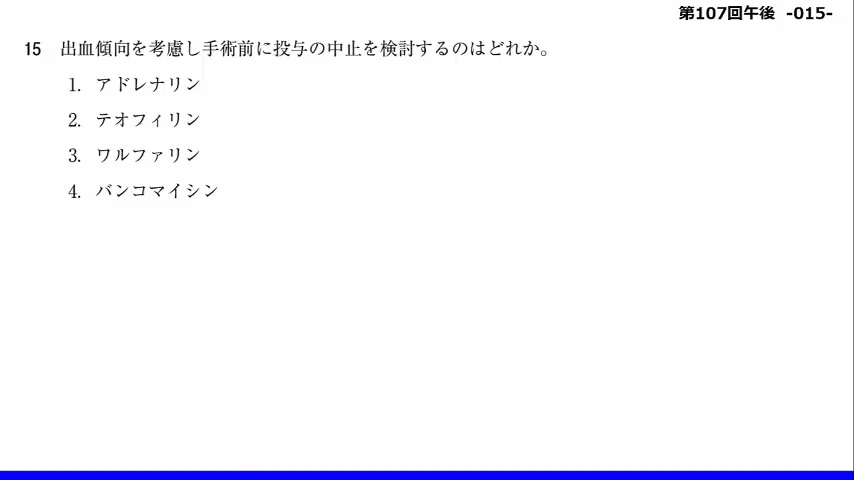 第107回午後 -015-
15 出血傾向を考慮し手術前に投与の中止を検討するのはどれか。
1. アドレナリン
2. テオフィリン
3. ワルファリン
4. バンコマイシン